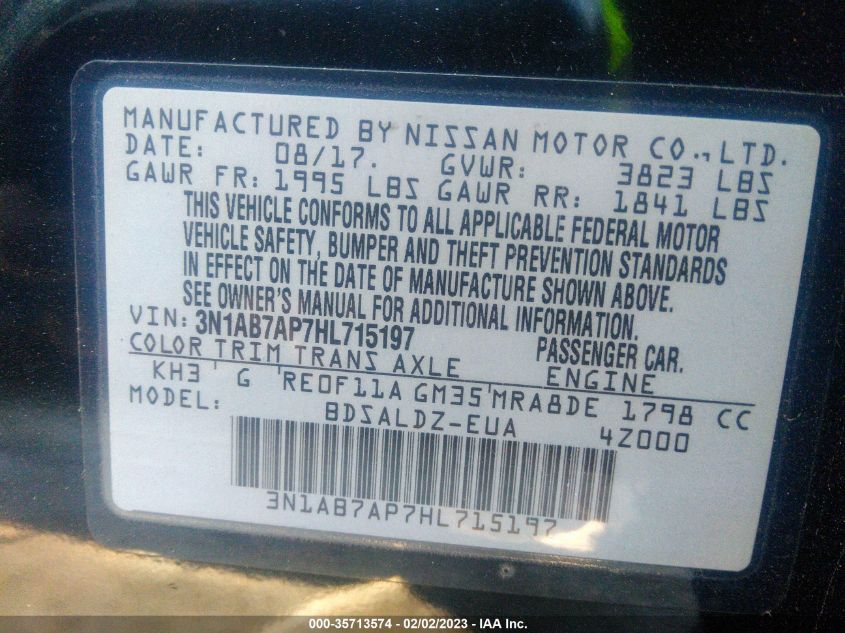 MANUFACTURED BY NISSAN MOTOR CO., LTD.
DATE: 08/17. GVWR: 3823 LBS
GAWR FR: 1995 LBS GAWR RR: 1841 LBS
THIS VEHICLE CONFORMS TO ALL APPLICABLE FEDERAL MOTOR
VEHICLE SAFETY, BUMPER AND THEFT PREVENTION STANDARDS
IN EFFECT ON THE DATE OF MANUFACTURE SHOWN ABOVE.
SEE OWNER'S MANUAL FOR ADDITIONAL INFORMATION.
VIN: 3N1AB7AP7HL715197 PASSENGER CAR.
COLOR TRIM TRANS AXLE ENGINE
KH3 ' G 'RE0F11A GM35'MRA8DE 1798 CC
MODEL: BDSALDZ-EUA 4Z000
3N1AB7AP7HL715197
000-35713574 - 02/02/2023 - IAA Inc.